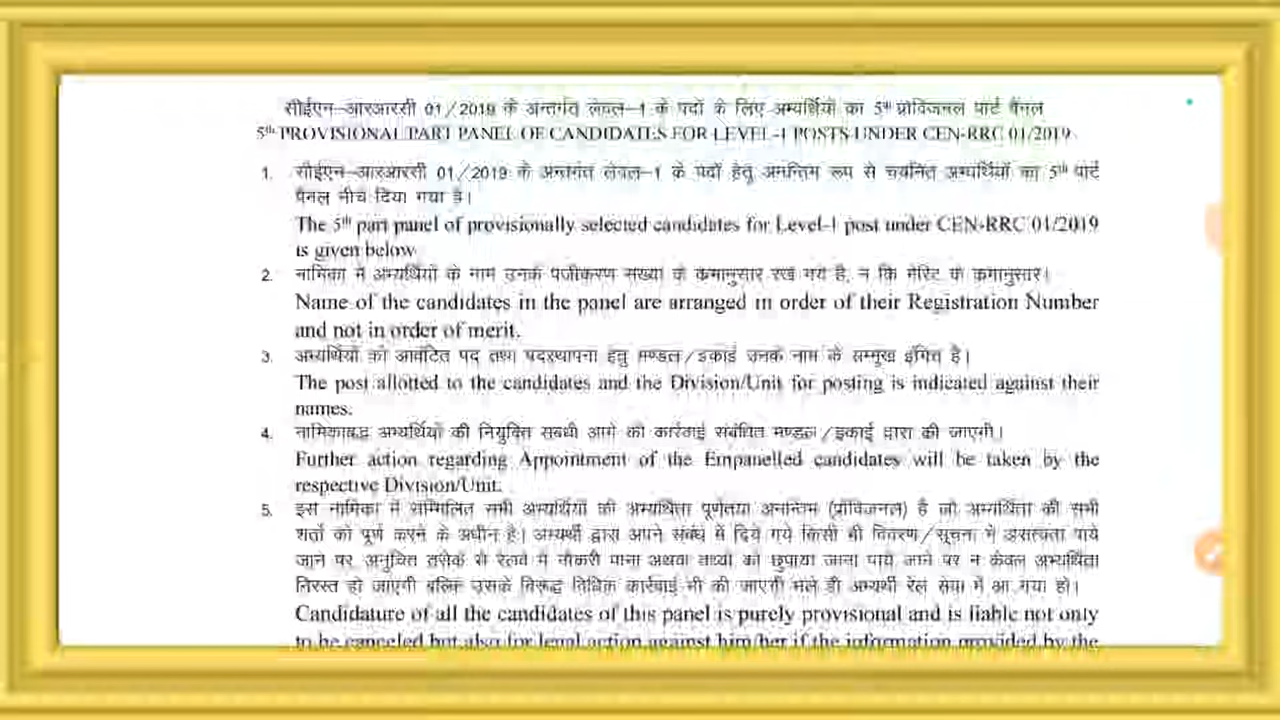 सीईएन–आरआरसी 01/2019 के अन्तर्गत लेवल–1 के पदों के लिए अभ्यर्थियों का 5th प्रोविजनल पार्ट पैनल
5th PROVISIONAL PART PANEL OF CANDIDATES FOR LEVEL-1 POSTS UNDER CEN-RRC 01/2019
1. सीईएन–आरआरसी 01/2019 के अन्तर्गत लेवल–1 के पदों हेतु अनन्तिम रूप से चयनित अभ्यर्थियों का 5th पार्ट
पैनल नीचे दिया गया है।
The 5th part panel of provisionally selected candidates for Level-1 post under CEN-RRC 01/2019
is given below
2. नामिका में अभ्यर्थियों के नाम उनके पंजीकरण संख्या के क्रमानुसार रखे गये है, न कि मेरिट के क्रमानुसार।
Name of the candidates in the panel are arranged in order of their Registration Number
and not in order of merit.
3. अभ्यर्थियों को आवंटित पद तथा पदस्थापना हेतु मण्डल/इकाई उनके नाम के सम्मुख इंगित है।
The post allotted to the candidates and the Division/Unit for posting is indicated against their
names.
4. नामिकाबद्ध अभ्यर्थियों की नियुक्ति संबंधी आगे की कार्रवाई संबंधित मण्डल/इकाई द्वारा की जाएगी।
Further action regarding Appointment of the Empanelled candidates will be taken by the
respective Division/Unit.
5. इस नामिका में सम्मिलित सभी अभ्यर्थियों की अभ्यर्थिता पूर्णतया अनन्तिम (प्रोविजनल) है जो अभ्यर्थिता की सभी
शर्तो को पूर्ण करने के अधीन है। अभ्यर्थी द्वारा अपने संबंध में दिये गये किसी भी विवरण/सूचना में असत्यता पाये
जाने पर अनुचित तरीके से रेलवे में नौकरी पाना अथवा तथ्यों का छुपाया जाना पाये जाने पर न केवल अभ्यर्थिता
निरस्त हो जाएगी बल्कि उसके विरूद्ध विधिक कार्रवाई भी की जाएगी भले ही अभ्यर्थी रेल सेवा में आ गया हो।
Candidature of all the candidates of this panel is purely provisional and is liable not only
to be canceled but also for legal action against him/her if the information provided by the